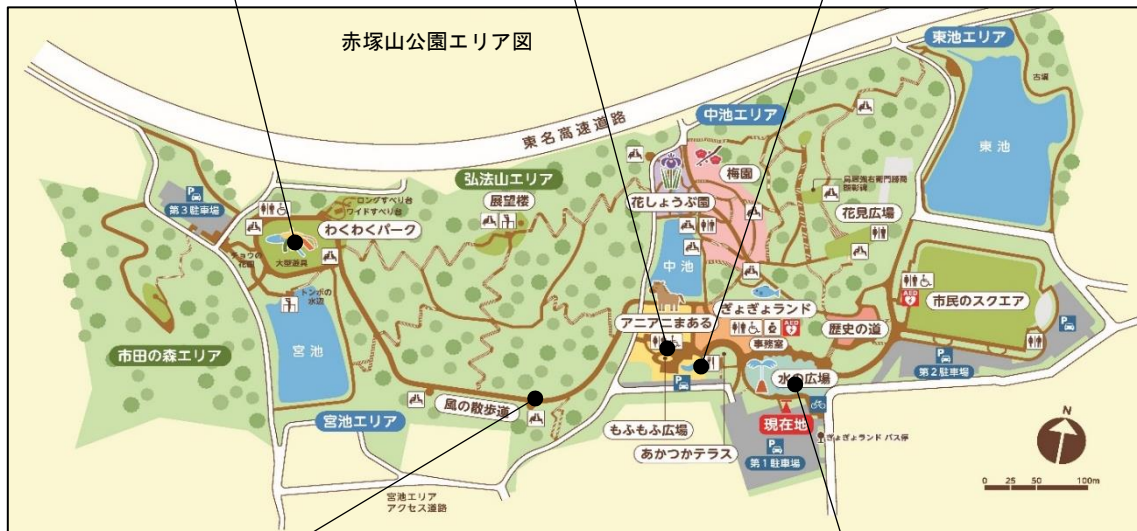 赤塚山公園エリア図
東池エリア
古墳
東名高速道路
中池エリア
梅園
東池
弘法山エリア
展望楼
花しょうぶ園
花見広場
P
第3駐車場
ロングすべり台
ワイドすべり台
わくわくパーク
大型遊具
チョウの
花園
トンボの
水辺
中池
ぎょぎょランド
AED
事務室
アニアニまある
歴史の道
AED
市民のスクエア
P
市田の森エリア
宮池
P
第2駐車場
水の広場
風の散歩道
P
宮池エリア
もふもふ広場
現在地
あかつかテラス
P
第1駐車場
ぎょぎょランド バス停
宮池エリア
アクセス道路
N
0 25 50 100m